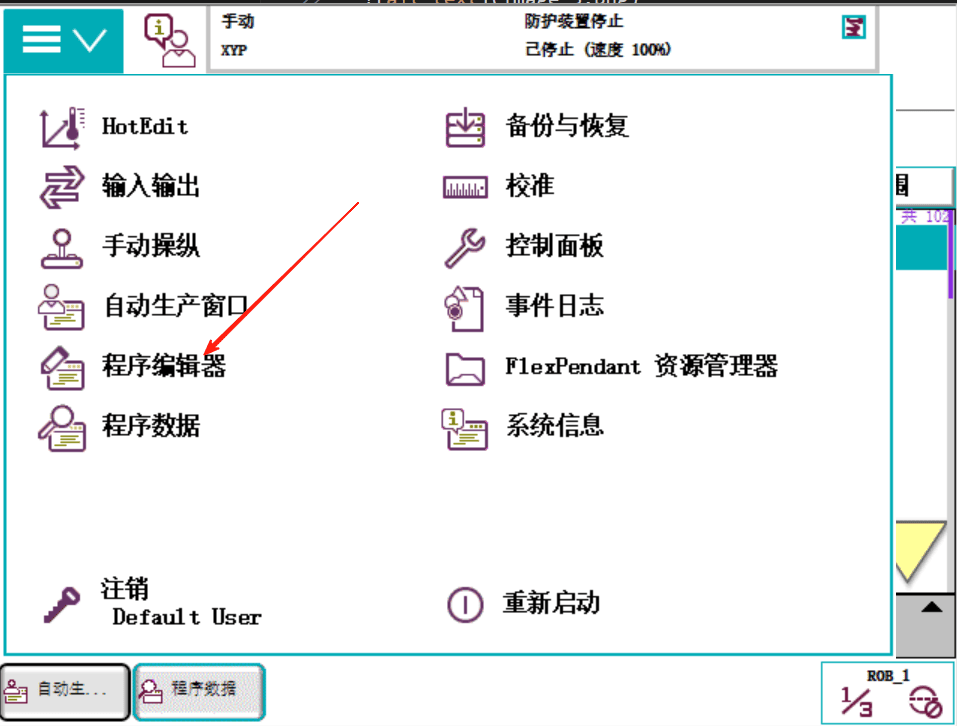 手动
防护装置停止
XYP
己停止 (速度 100%)
HotEdit
备份与恢复
输入输出
校准
手动操纵
控制面板
自动生产窗口
事件日志
程序编辑器
FlexPendant 资源管理器
程序数据
系统信息
共 102
注销
Default User
重新启动
自动生...
程序数据
ROB_1
1/3